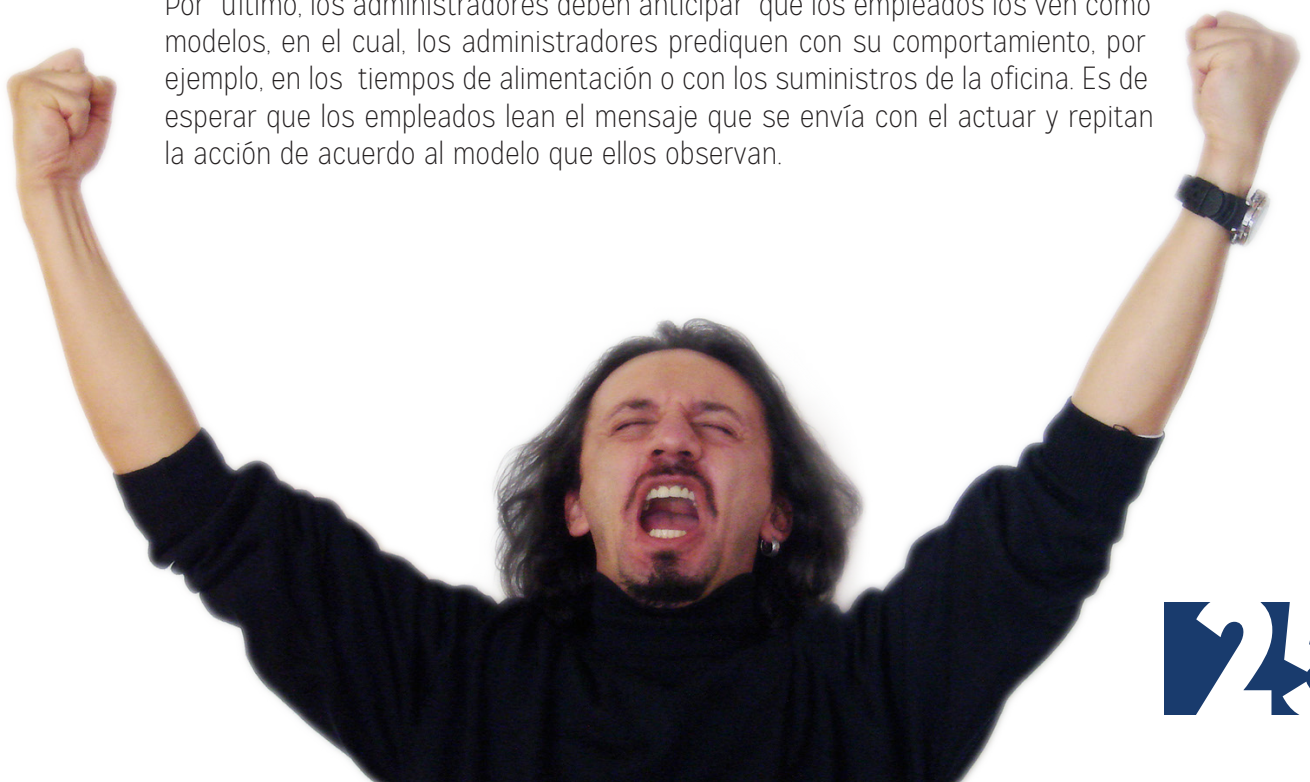 Por último, los administradores deben anticipar que los empleados los ven como
modelos, en el cual, los administradores prediquen con su comportamiento, por
ejemplo, en los tiempos de alimentación o con los suministros de la oficina. Es de
esperar que los empleados lean el mensaje que se envía con el actuar y repitan
la acción de acuerdo al modelo que ellos observan.